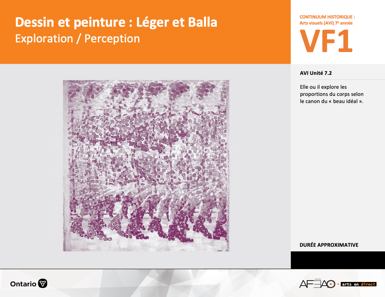 Dessin et peinture : Léger et Balla
Exploration / Perception
CONTINUUM HISTORIQUE :
Arts visuels (AVI) 7e année
VF1
AVI Unité 7.2
Elle ou il explore les
proportions du corps selon
le canon du « beau idéal ».
DURÉE APPROXIMATIVE
Ontario
AFEAO - arts en direct